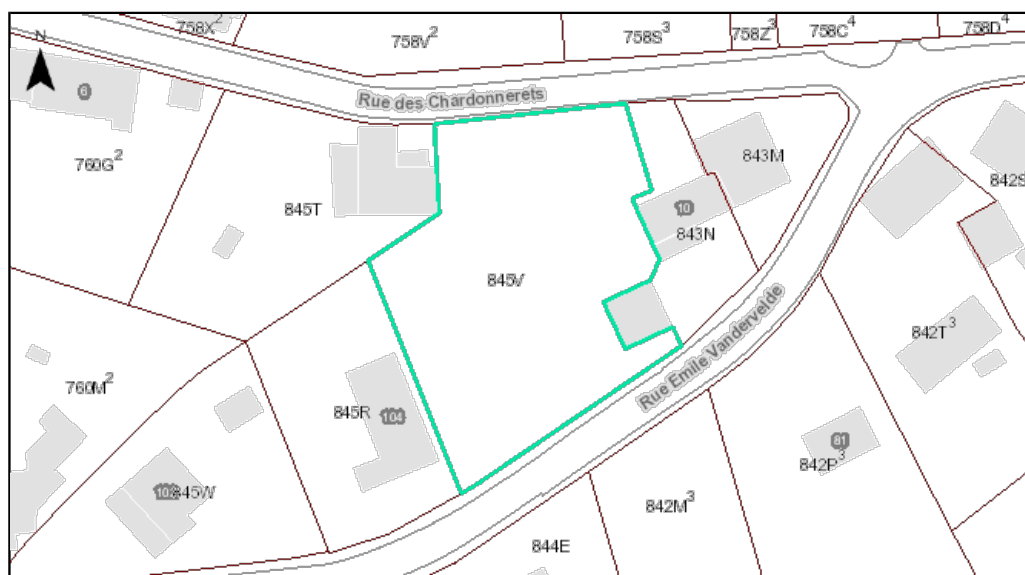 758X²
758V²
758S³
758Z³
758C⁴
758D⁴
N
6
Rue des Chardonnerets
760G²
843M
842S
845T
10
843N
845V
Rue Emile Vandervelde
842T³
760M²
845R
104
81
842P³
102
845W
842M³
844E